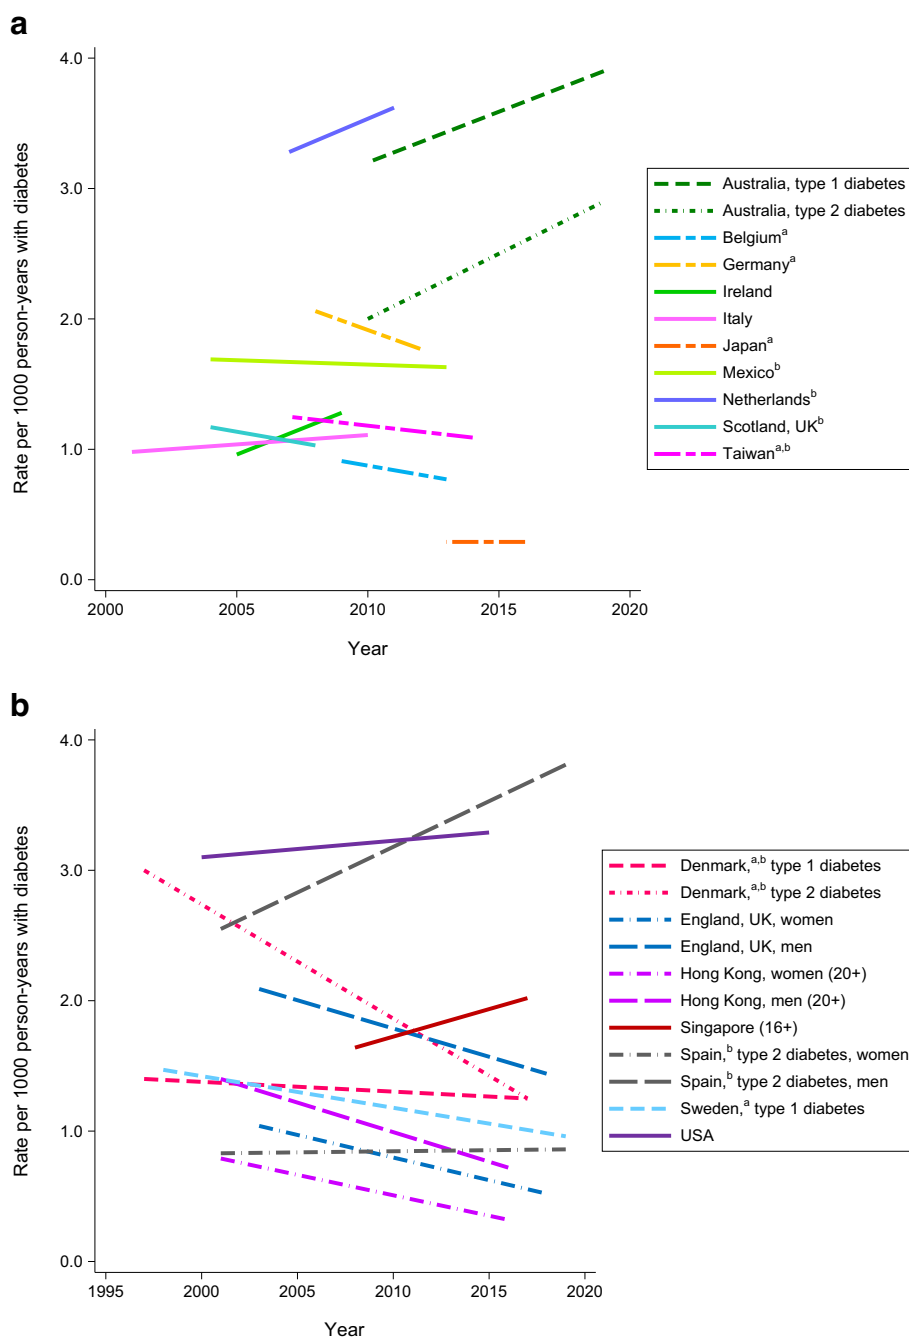 a
Rate per 1000 person-years with diabetes
4.0
3.0
2.0
1.0
0.0
2000
2005
2010
2015
2020
Year
Australia, type 1 diabetes
Australia, type 2 diabetes
Belgiumᵃ
Germanyᵃ
Ireland
Italy
Japanᵃ
Mexicoᵇ
Netherlandsᵇ
Scotland, UKᵇ
Taiwanᵃ,ᵇ
b
Rate per 1000 person-years with diabetes
4.0
3.0
2.0
1.0
0.0
1995
2000
2005
2010
2015
2020
Year
Denmark,ᵃ,ᵇ type 1 diabetes
Denmark,ᵃ,ᵇ type 2 diabetes
England, UK, women
England, UK, men
Hong Kong, women (20+)
Hong Kong, men (20+)
Singapore (16+)
Spain,ᵇ type 2 diabetes, women
Spain,ᵇ type 2 diabetes, men
Sweden,ᵃ type 1 diabetes
USA